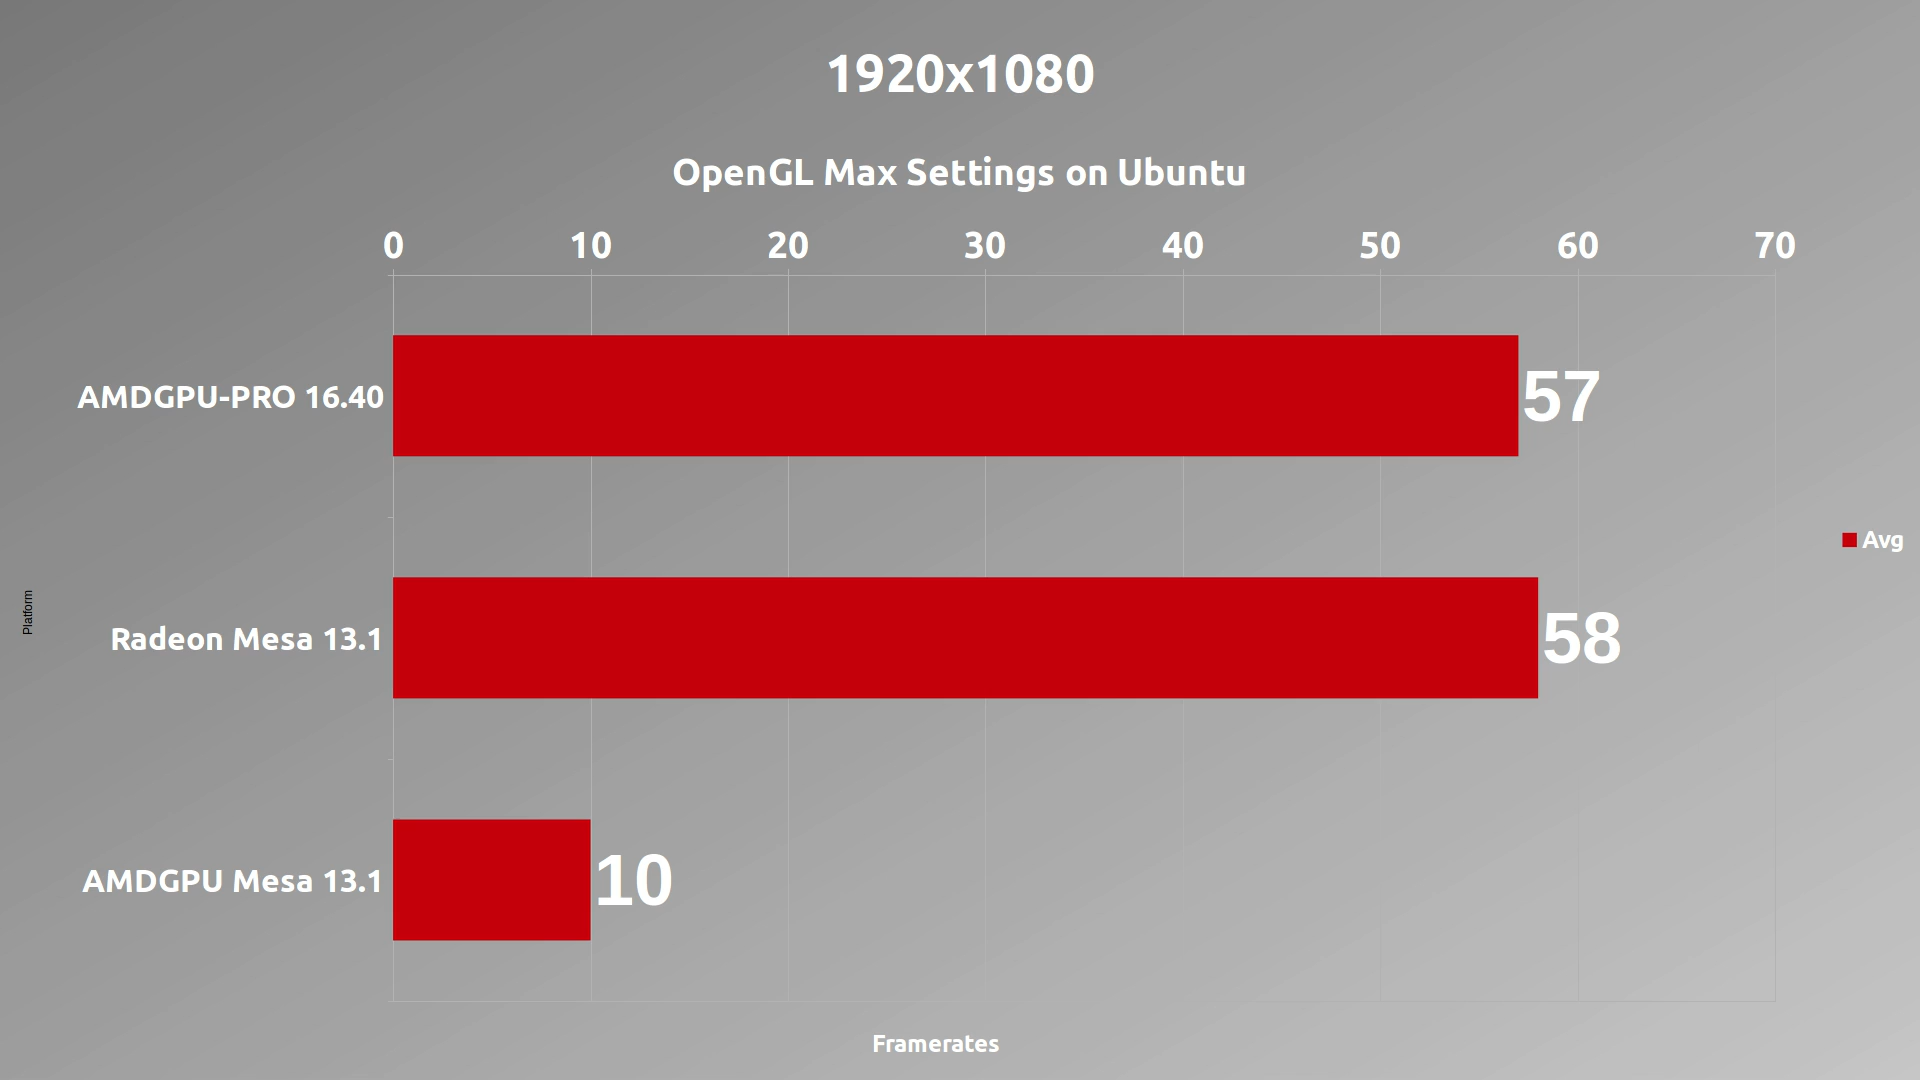 1920x1080
OpenGL Max Settings on Ubuntu
0 10 20 30 40 50 60 70
AMDGPU-PRO 16.40 57
Avg
Platform
Radeon Mesa 13.1 58
AMDGPU Mesa 13.1 10
Framerates